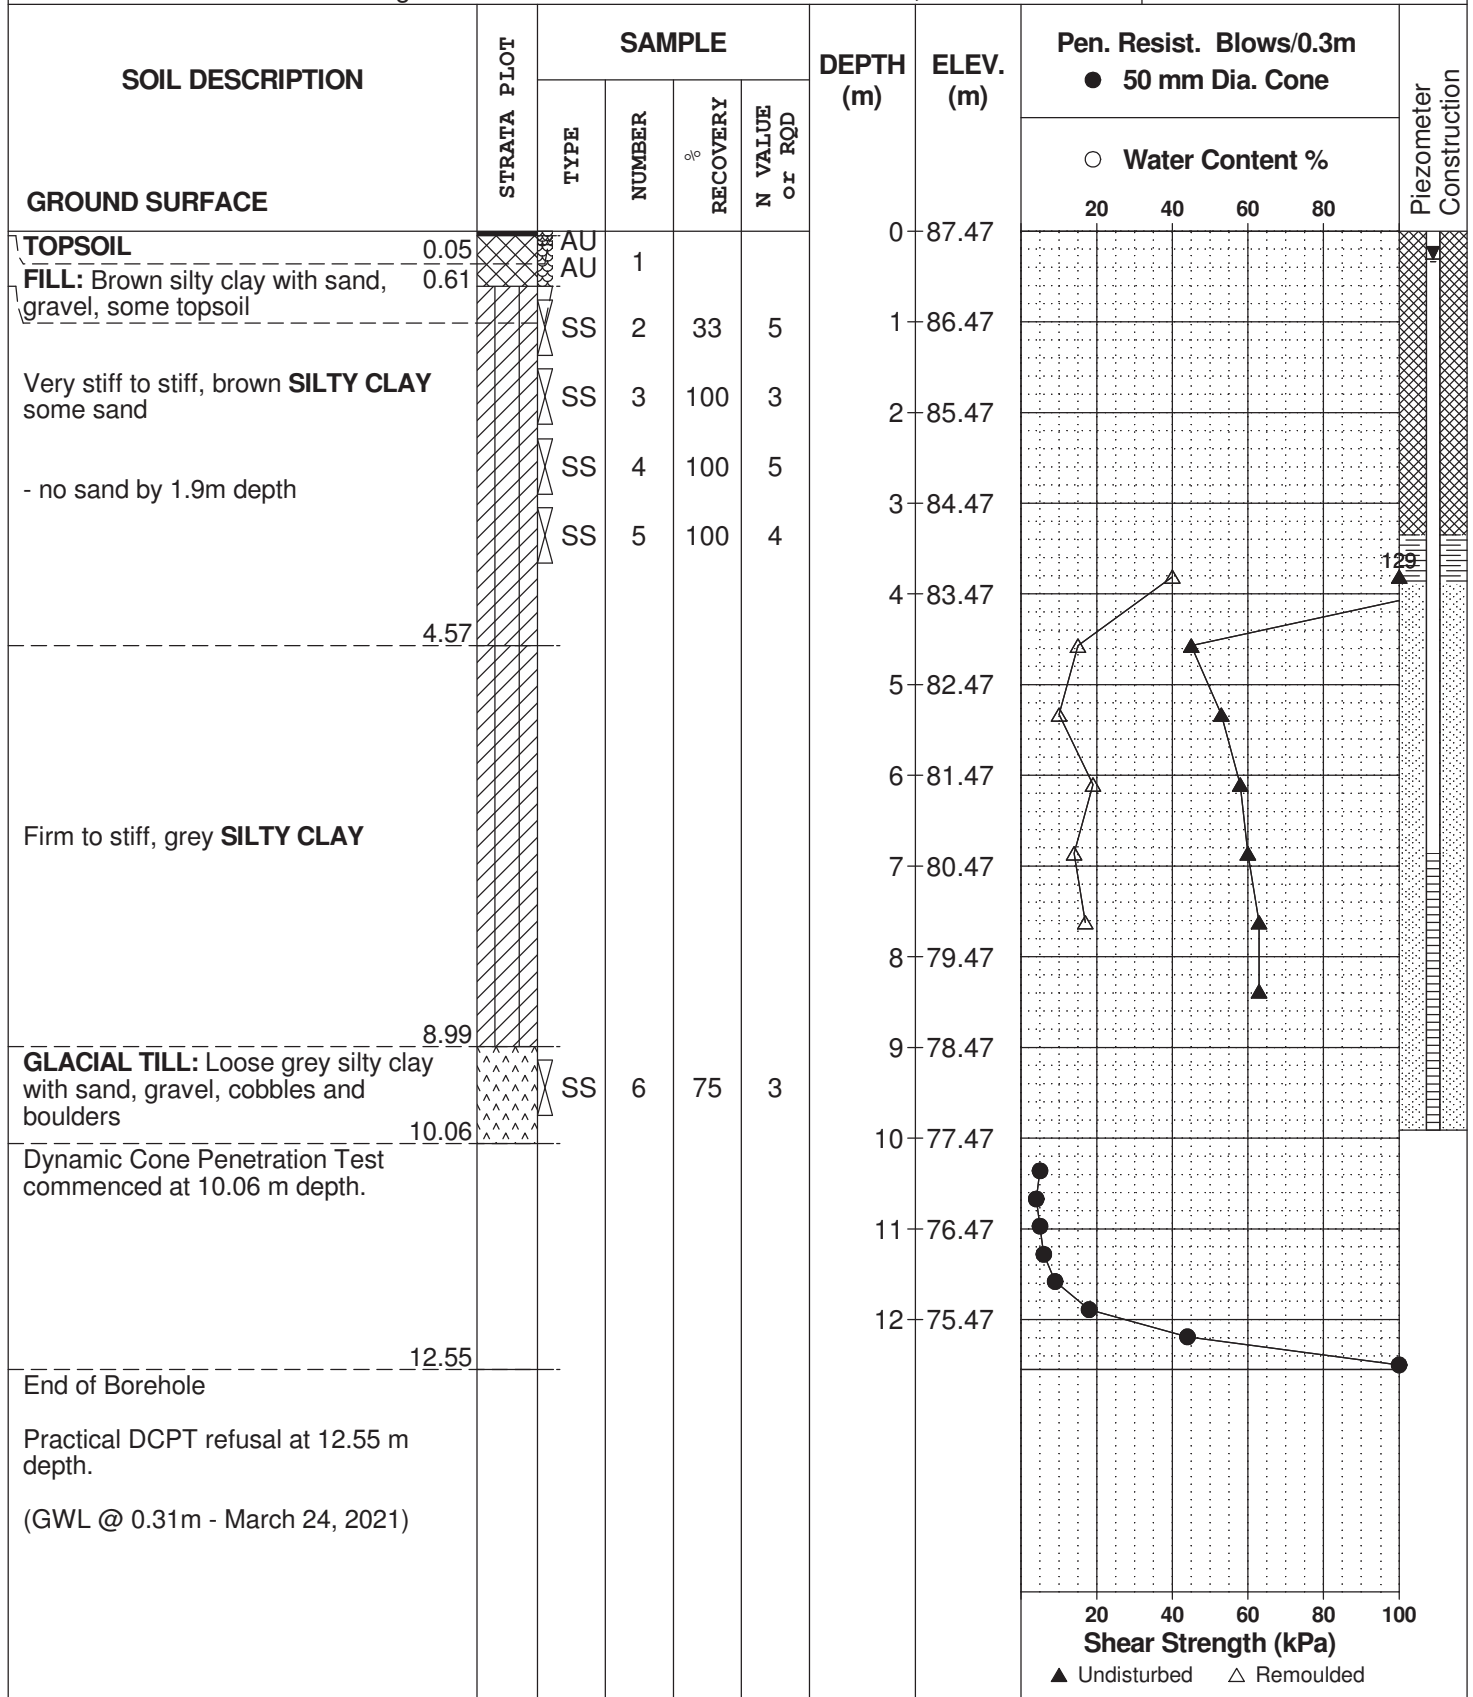 SOIL DESCRIPTION
GROUND SURFACE
STRATA PLOT
SAMPLE
TYPE
NUMBER
% RECOVERY
N VALUE or RQD
DEPTH (m)
ELEV. (m)
Pen. Resist. Blows/0.3m
● 50 mm Dia. Cone
○ Water Content %
20 40 60 80
Piezometer Construction
0 87.47
TOPSOIL 0.05
AU
AU 1
FILL: Brown silty clay with sand, 0.61
gravel, some topsoil
SS 2 33 5
1 86.47
Very stiff to stiff, brown SILTY CLAY
some sand
SS 3 100 3
2 85.47
SS 4 100 5
- no sand by 1.9m depth
3 84.47
SS 5 100 4
129
4 83.47
4.57
5 82.47
6 81.47
Firm to stiff, grey SILTY CLAY
7 80.47
8 79.47
8.99
9 78.47
GLACIAL TILL: Loose grey silty clay
with sand, gravel, cobbles and
boulders
SS 6 75 3
10.06
10 77.47
Dynamic Cone Penetration Test
commenced at 10.06 m depth.
11 76.47
12 75.47
12.55
End of Borehole
Practical DCPT refusal at 12.55 m
depth.
(GWL @ 0.31m - March 24, 2021)
20 40 60 80 100
Shear Strength (kPa)
▲ Undisturbed △ Remoulded